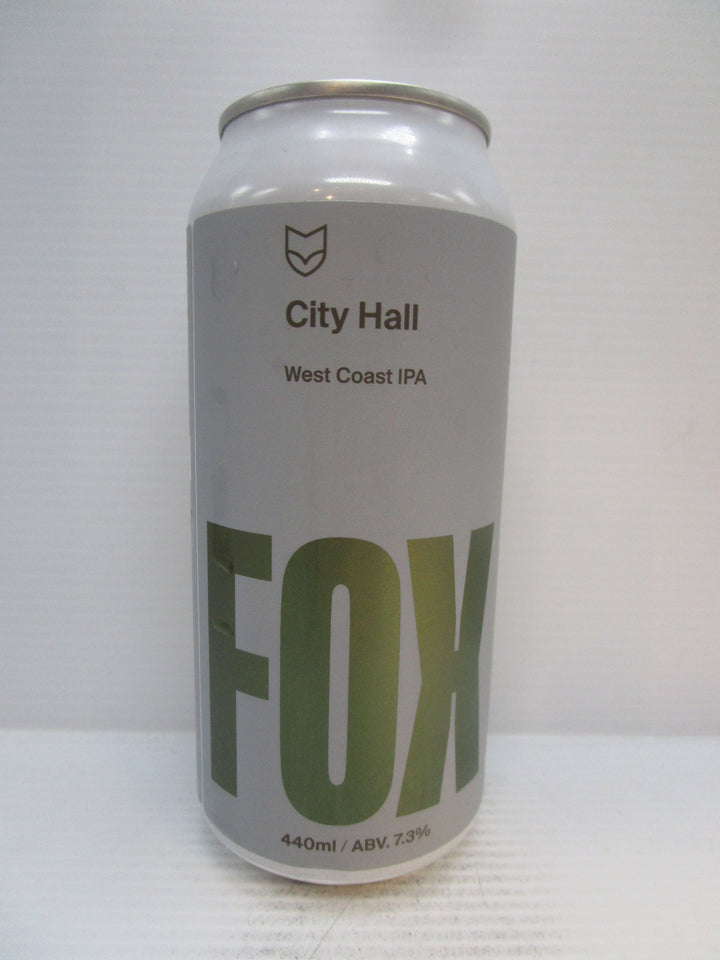 City Hall
West Coast IPA
FOX
440ml / ABV. 7.3%